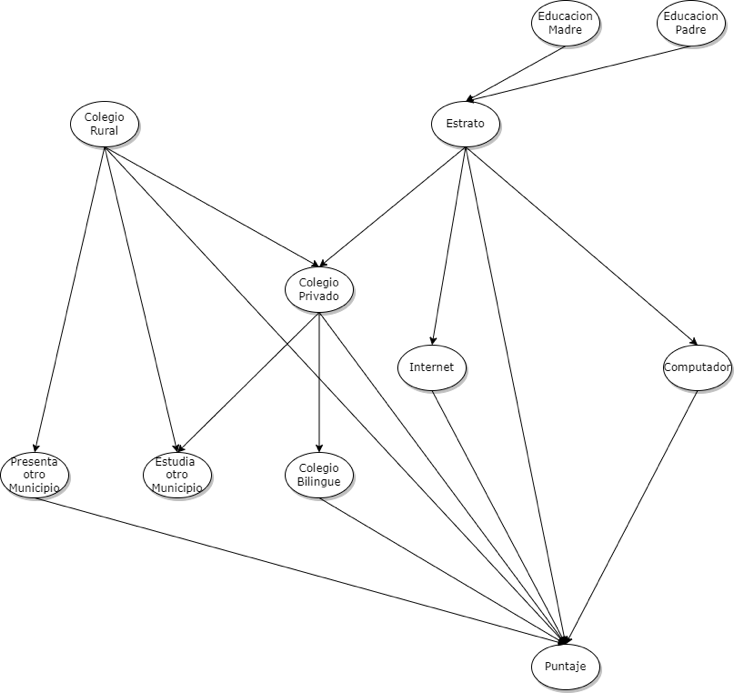 Educacion
Madre
Educacion
Padre
Colegio
Rural
Estrato
Colegio
Privado
Internet
Computador
Presenta
otro
Municipio
Estudia
otro
Municipio
Colegio
Bilingue
Puntaje